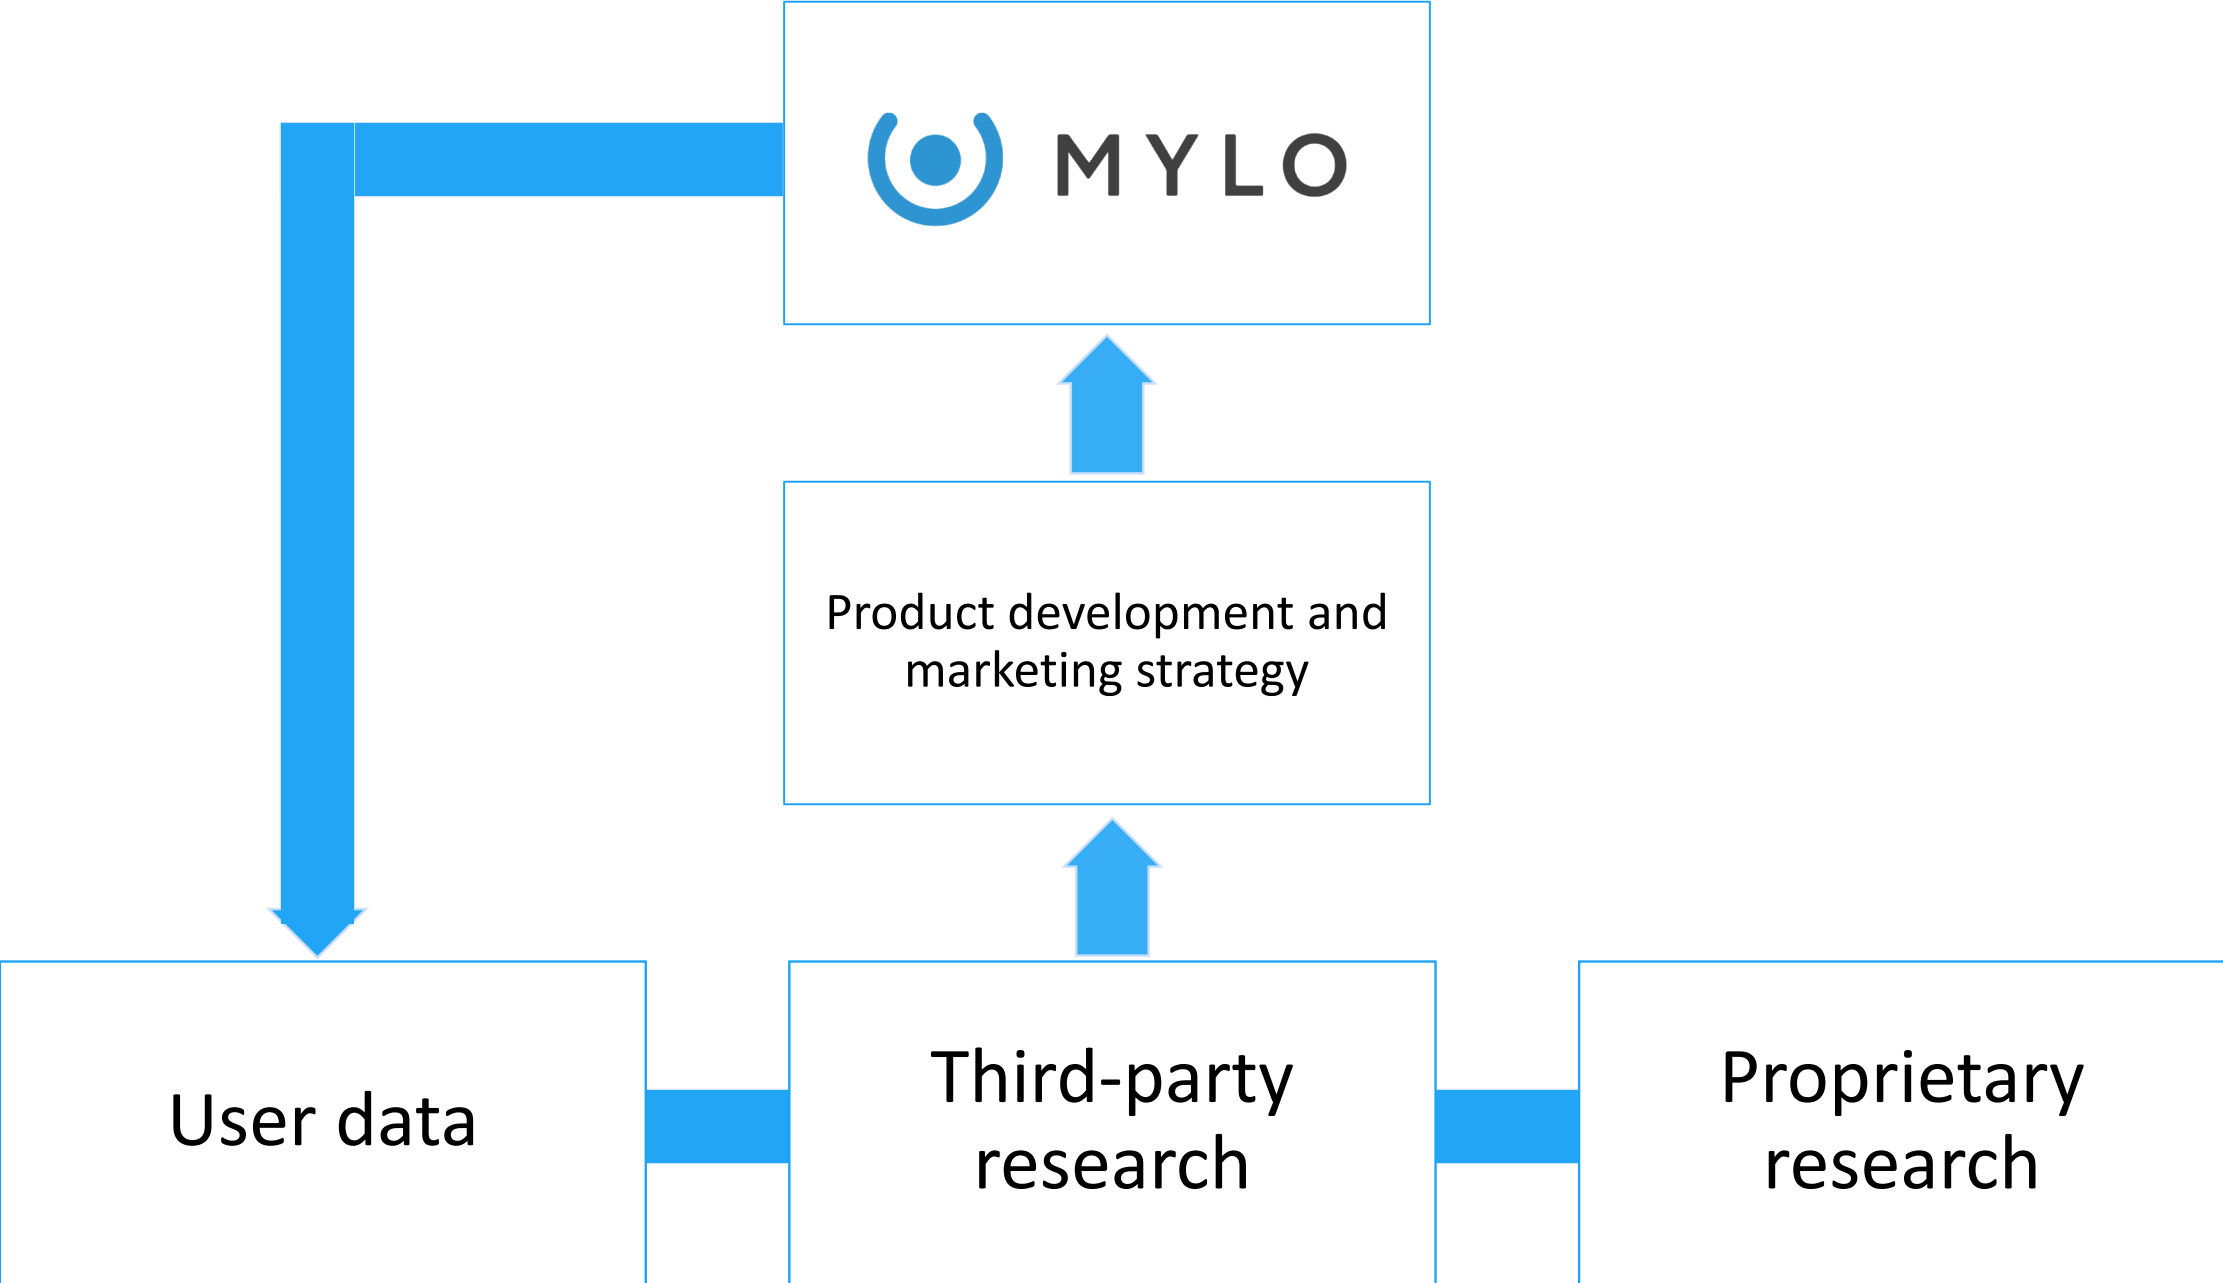 MYLO
Product development and
marketing strategy
User data
Third-party
research
Proprietary
research